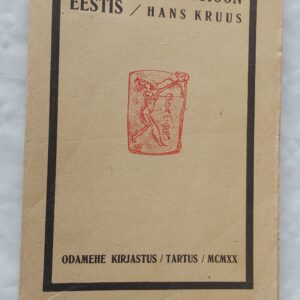 EESTIS / HANS KRUUS
ODAMEHE KIRJASTUS / TARTUS / MCMXX